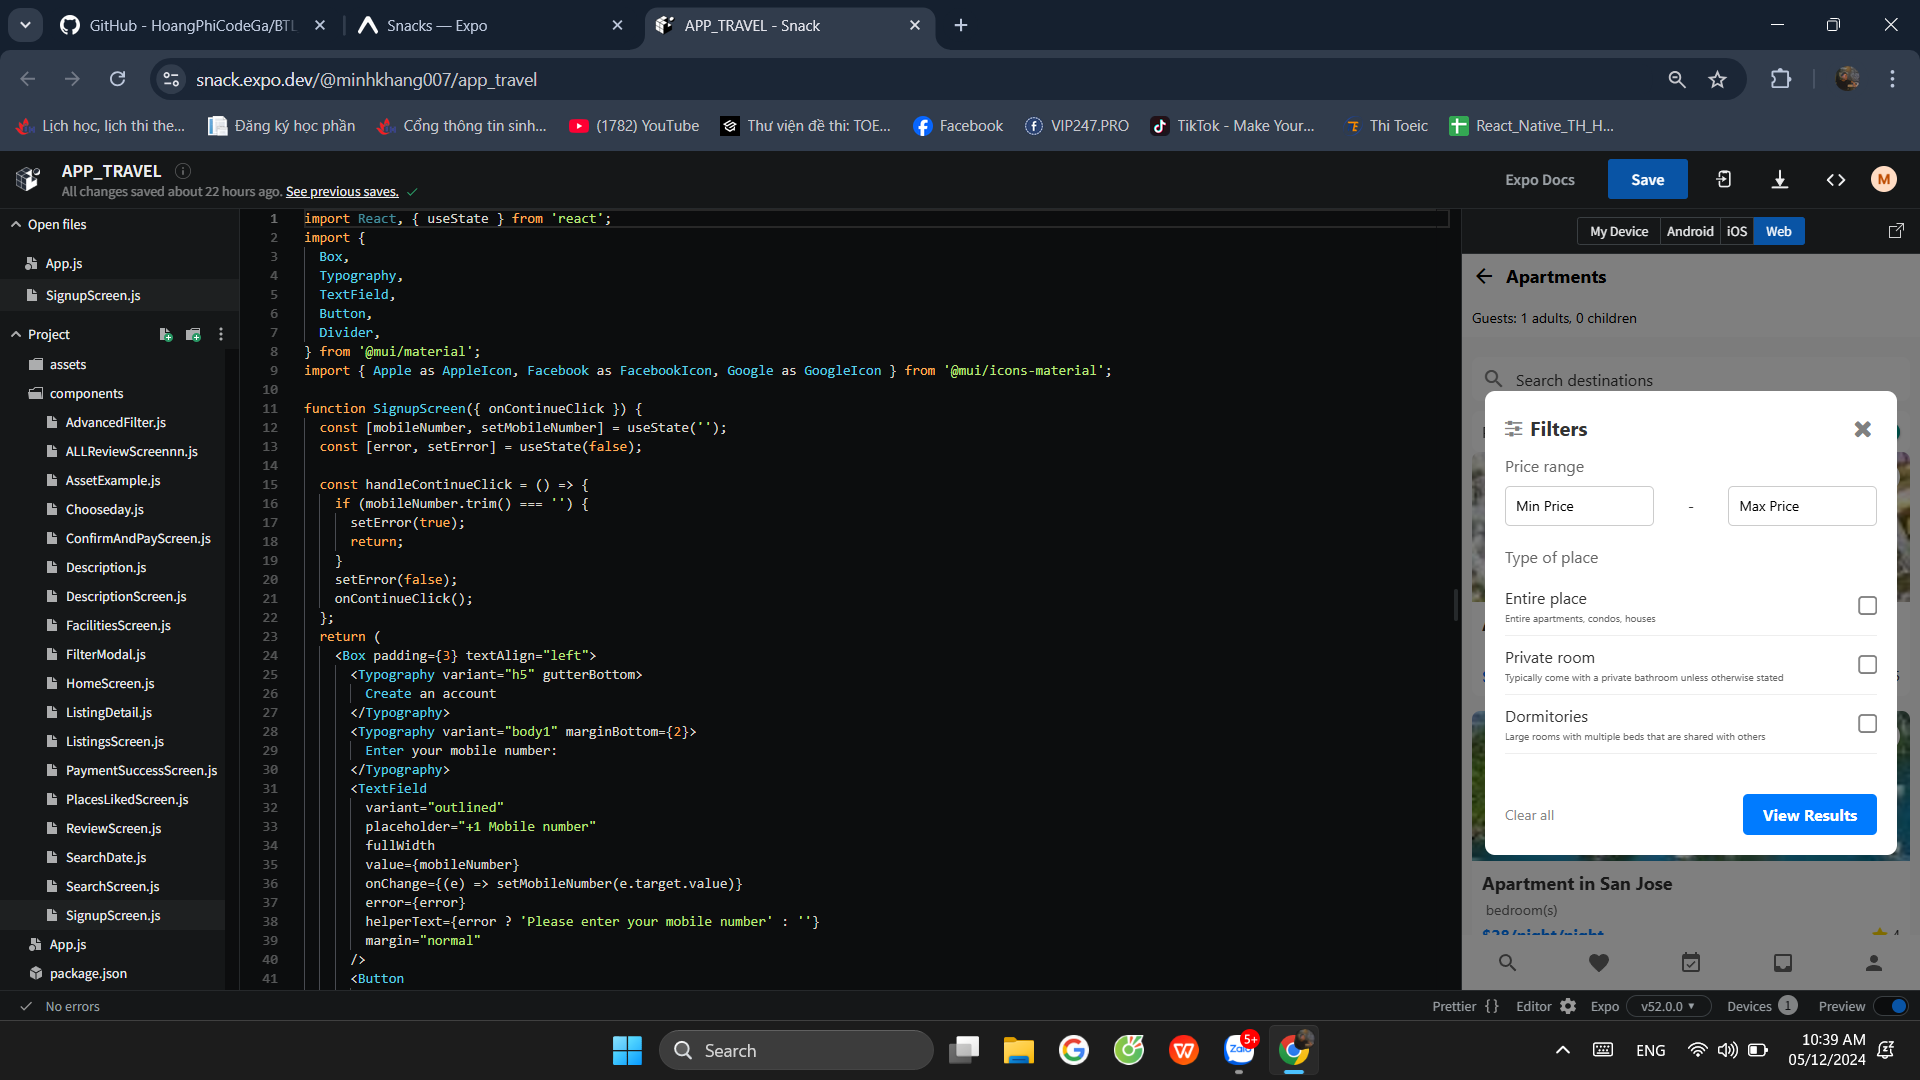 GitHub - HoangPhiCodeGa/BTL
Snacks — Expo
APP_TRAVEL - Snack
snack.expo.dev/@minhkhang007/app_travel
Lịch học, lịch thi the...
Đăng ký học phần
Cổng thông tin sinh...
(1782) YouTube
Thư viện đề thi: TOE...
Facebook
VIP247.PRO
TikTok - Make Your...
Thi Toeic
React_Native_TH_H...
APP_TRAVEL
All changes saved about 22 hours ago. See previous saves.
Expo Docs
Save
M
Open files
App.js
SignupScreen.js
Project
assets
components
AdvancedFilter.js
ALLReviewScreennn.js
AssetExample.js
Chooseday.js
ConfirmAndPayScreen.js
Description.js
DescriptionScreen.js
FacilitiesScreen.js
FilterModal.js
HomeScreen.js
ListingDetail.js
ListingsScreen.js
PaymentSuccessScreen.js
PlacesLikedScreen.js
ReviewScreen.js
SearchDate.js
SearchScreen.js
SignupScreen.js
App.js
package.json
1 import React, { useState } from 'react';
2 import {
3 Box,
4 Typography,
5 TextField,
6 Button,
7 Divider,
8 } from '@mui/material';
9 import { Apple as AppleIcon, Facebook as FacebookIcon, Google as GoogleIcon } from '@mui/icons-material';
10
11 function SignupScreen({ onContinueClick }) {
12 const [mobileNumber, setMobileNumber] = useState('');
13 const [error, setError] = useState(false);
14
15 const handleContinueClick = () => {
16 if (mobileNumber.trim() === '') {
17 setError(true);
18 return;
19 }
20 setError(false);
21 onContinueClick();
22 };
23 return (
24 <Box padding={3} textAlign="left">
25 <Typography variant="h5" gutterBottom>
26 Create an account
27 </Typography>
28 <Typography variant="body1" marginBottom={2}>
29 Enter your mobile number:
30 </Typography>
31 <TextField
32 variant="outlined"
33 placeholder="+1 Mobile number"
34 fullWidth
35 value={mobileNumber}
36 onChange={(e) => setMobileNumber(e.target.value)}
37 error={error}
38 helperText={error ? 'Please enter your mobile number' : ''}
39 margin="normal"
40 />
41 <Button
My Device
Android
iOS
Web
Apartments
Guests: 1 adults, 0 children
Search destinations
Filters
Price range
Min Price - Max Price
Type of place
Entire place
Entire apartments, condos, houses
Private room
Typically come with a private bathroom unless otherwise stated
Dormitories
Large rooms with multiple beds that are shared with others
Clear all
View Results
Apartment in San Jose
bedroom(s)
$28/night/night
4
No errors
Prettier {}
Editor
Expo
v52.0.0
Devices 1
Preview
Search
Zalo
5+
ENG
10:39 AM
05/12/2024